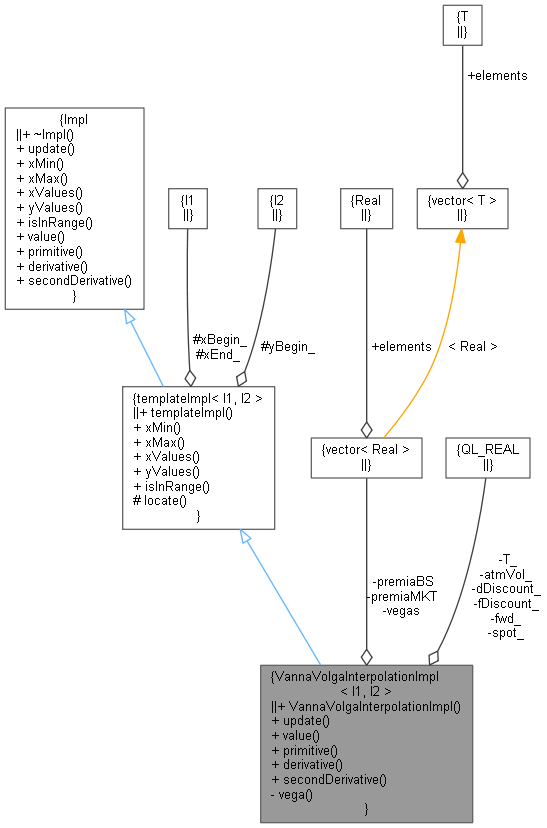 {T
||}
+elements
{Impl
||+ ~Impl()
+ update()
+ xMin()
+ xMax()
+ xValues()
+ yValues()
+ isInRange()
+ value()
+ primitive()
+ derivative()
+ secondDerivative()
}
{I1
||}
{I2
||}
{Real
||}
{vector< T >
||}
#xBegin_
#xEnd_
#yBegin_
+elements
< Real >
{templateImpl< I1, I2 >
||+ templateImpl()
+ xMin()
+ xMax()
+ xValues()
+ yValues()
+ isInRange()
# locate()
}
{vector< Real >
||}
{QL_REAL
||}
-premiaBS
-premiaMKT
-vegas
-T_
-atmVol_
-dDiscount_
-fDiscount_
-fwd_
-spot_
{VannaVolgaInterpolationImpl
< I1, I2 >
||+ VannaVolgaInterpolationImpl()
+ update()
+ value()
+ primitive()
+ derivative()
+ secondDerivative()
- vega()
}